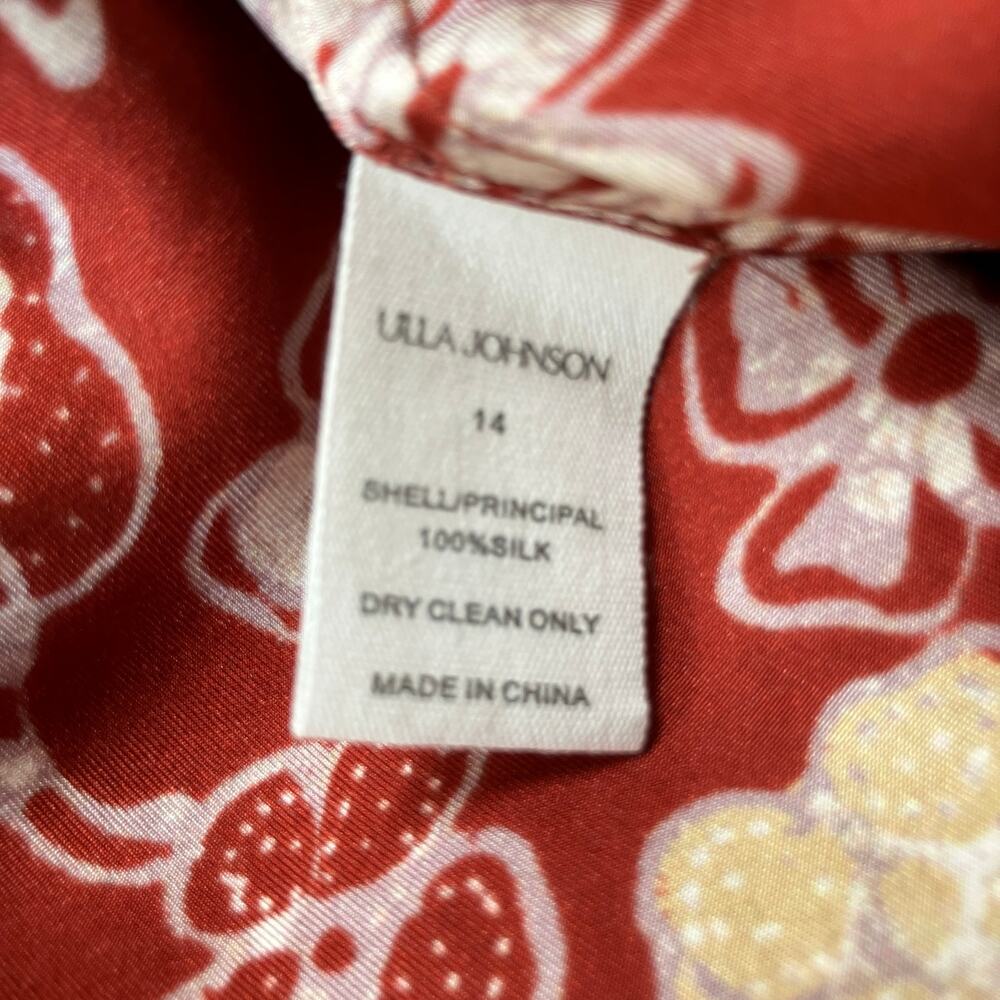 ULLA JOHNSON
14
SHELL/PRINCIPAL
100%SILK
DRY CLEAN ONLY
MADE IN CHINA